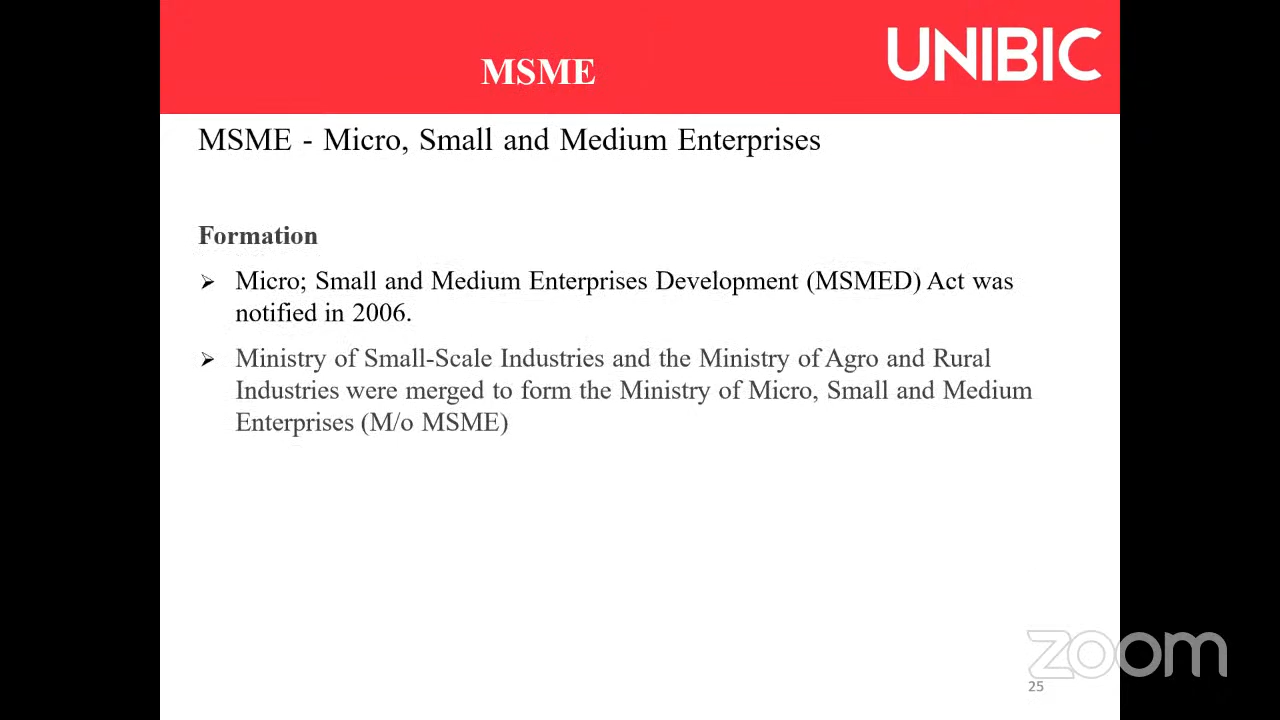 MSME
UNIBIC
MSME - Micro, Small and Medium Enterprises
Formation
➢ Micro; Small and Medium Enterprises Development (MSMED) Act was
notified in 2006.
➢ Ministry of Small-Scale Industries and the Ministry of Agro and Rural
Industries were merged to form the Ministry of Micro, Small and Medium
Enterprises (M/o MSME)
zoom
25